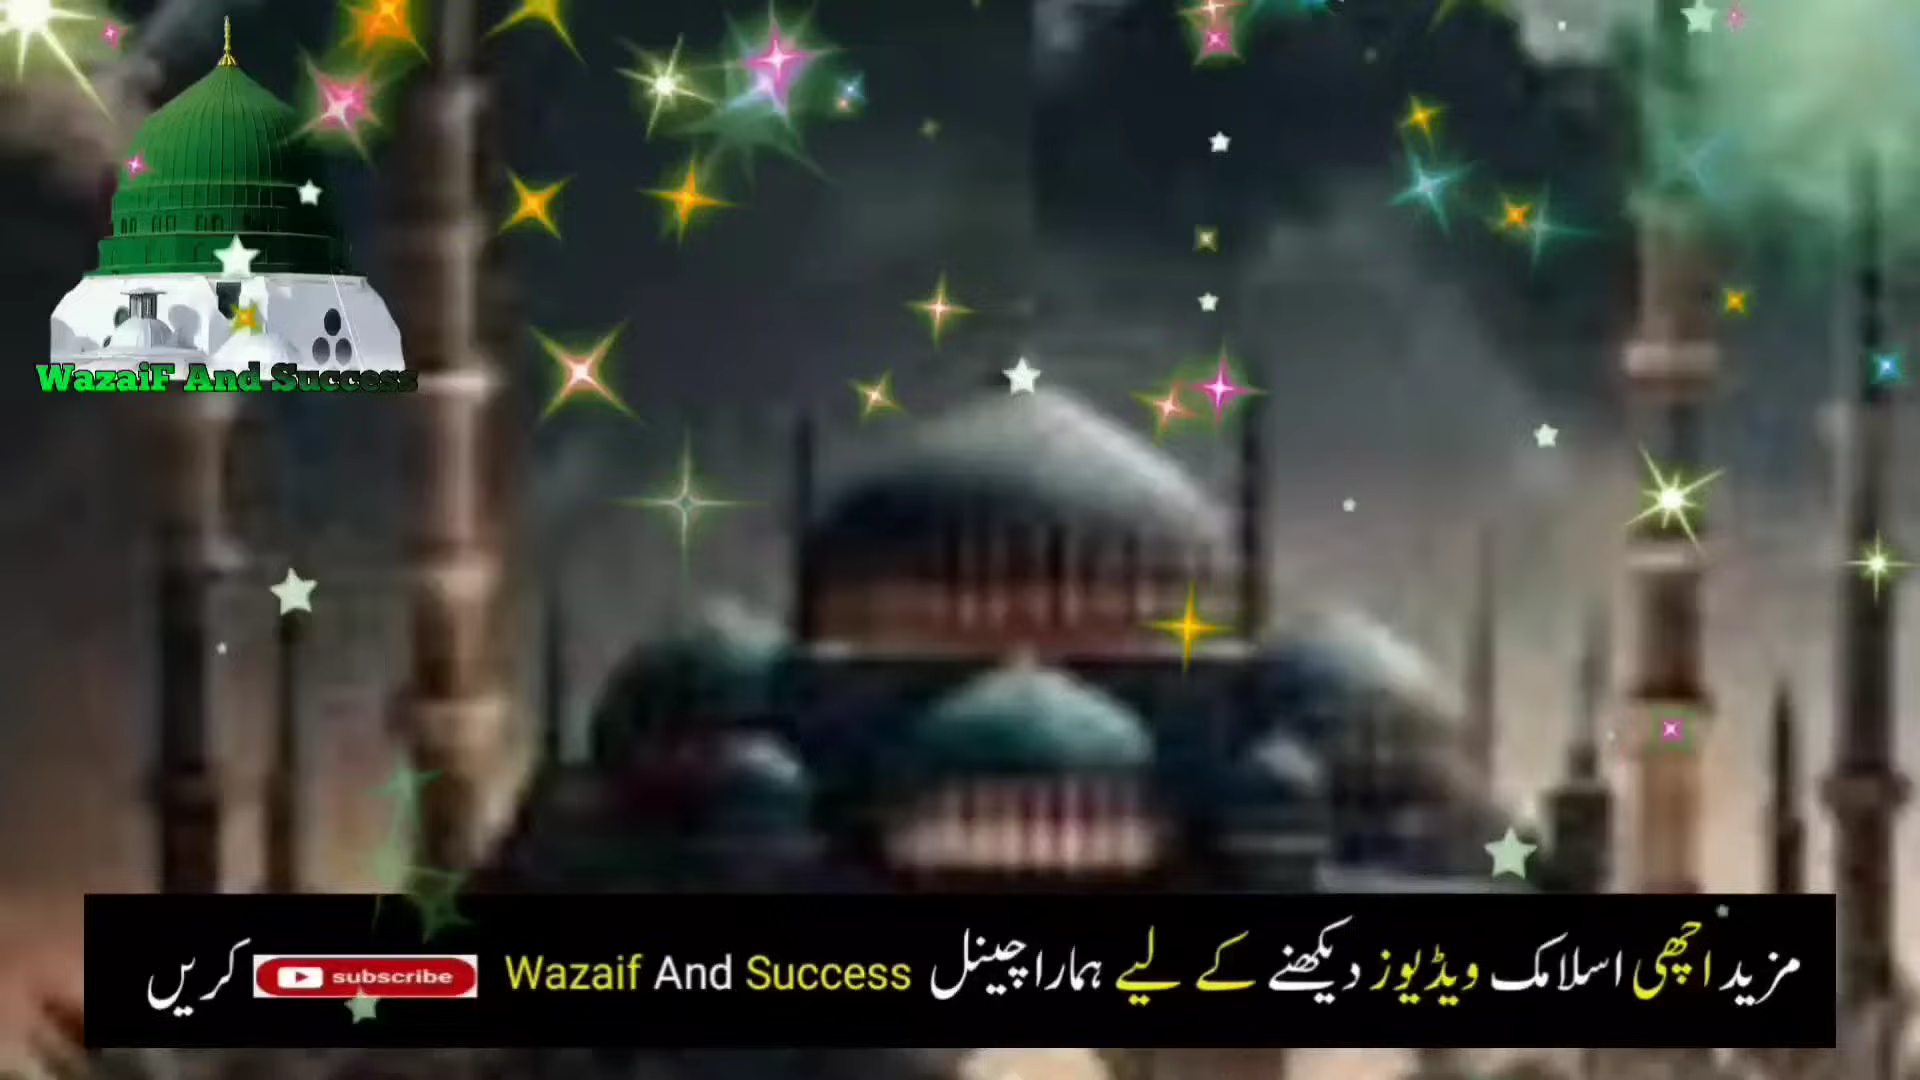 WazaiF And Success
مزید اچھی اسلامک ویڈیوز دیکھنے کے لیے ہمارا چینل Wazaif And Success subscribe کریں